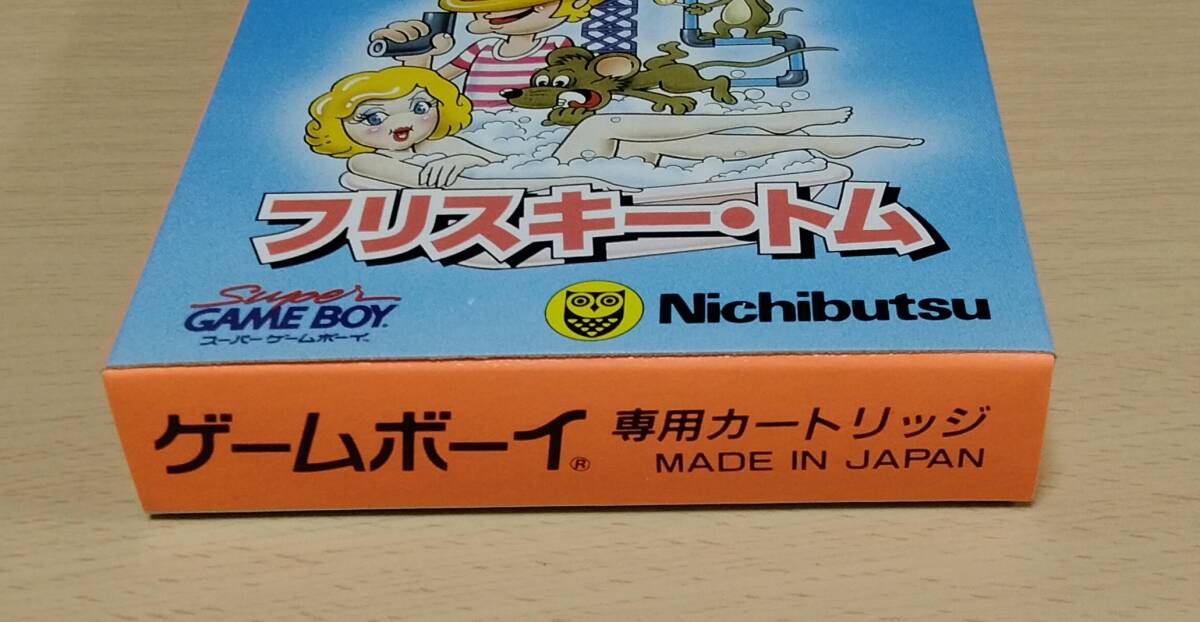 フリスキー・トム
Super
GAME BOY
スーパーゲームボーイ
Nichibutsu
ゲームボーイ® 専用カートリッジ
MADE IN JAPAN